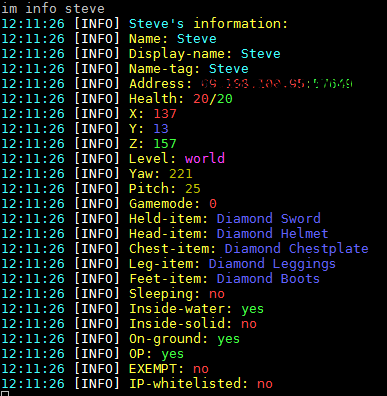 im info steve
12:11:26 [INFO] Steve's information:
12:11:26 [INFO] Name: Steve
12:11:26 [INFO] Display-name: Steve
12:11:26 [INFO] Name-tag: Steve
12:11:26 [INFO] Address:
12:11:26 [INFO] Health: 20/20
12:11:26 [INFO] X: 137
12:11:26 [INFO] Y: 13
12:11:26 [INFO] Z: 157
12:11:26 [INFO] Level: world
12:11:26 [INFO] Yaw: 221
12:11:26 [INFO] Pitch: 25
12:11:26 [INFO] Gamemode: 0
12:11:26 [INFO] Held-item: Diamond Sword
12:11:26 [INFO] Head-item: Diamond Helmet
12:11:26 [INFO] Chest-item: Diamond Chestplate
12:11:26 [INFO] Leg-item: Diamond Leggings
12:11:26 [INFO] Feet-item: Diamond Boots
12:11:26 [INFO] Sleeping: no
12:11:26 [INFO] Inside-water: yes
12:11:26 [INFO] Inside-solid: no
12:11:26 [INFO] On-ground: yes
12:11:26 [INFO] OP: yes
12:11:26 [INFO] EXEMPT: no
12:11:26 [INFO] IP-whitelisted: no